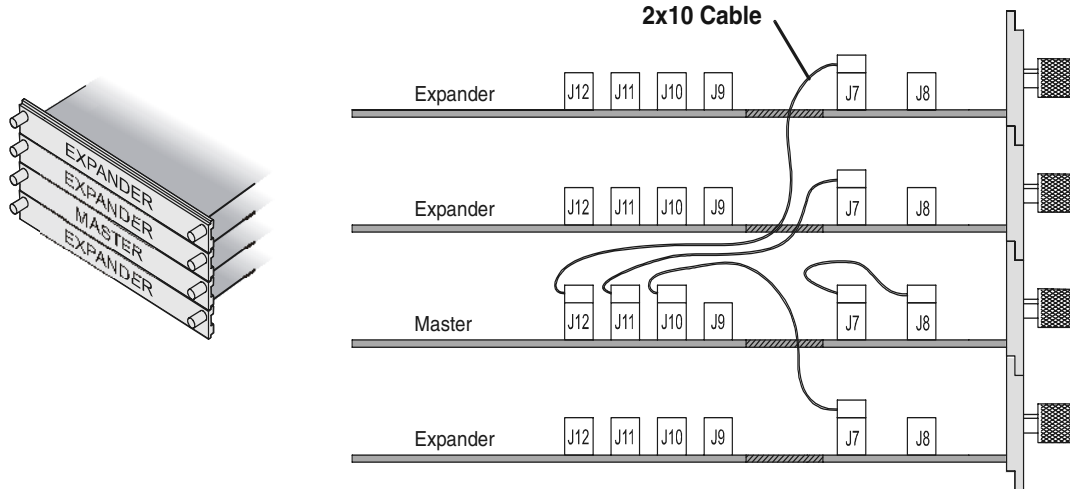 2x10 Cable
EXPANDER
EXPANDER
MASTER
EXPANDER
Expander J12 J11 J10 J9 J7 J8
Expander J12 J11 J10 J9 J7 J8
Master J12 J11 J10 J9 J7 J8
Expander J12 J11 J10 J9 J7 J8